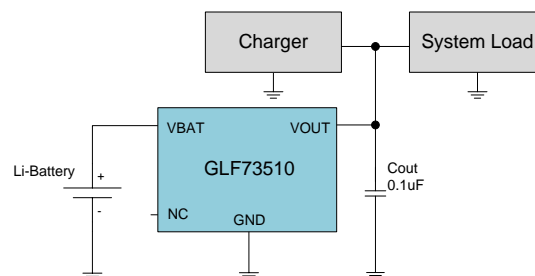 Charger
System Load
VBAT
VOUT
GLF73510
Li-Battery
+
-
Cout
0.1uF
NC
GND